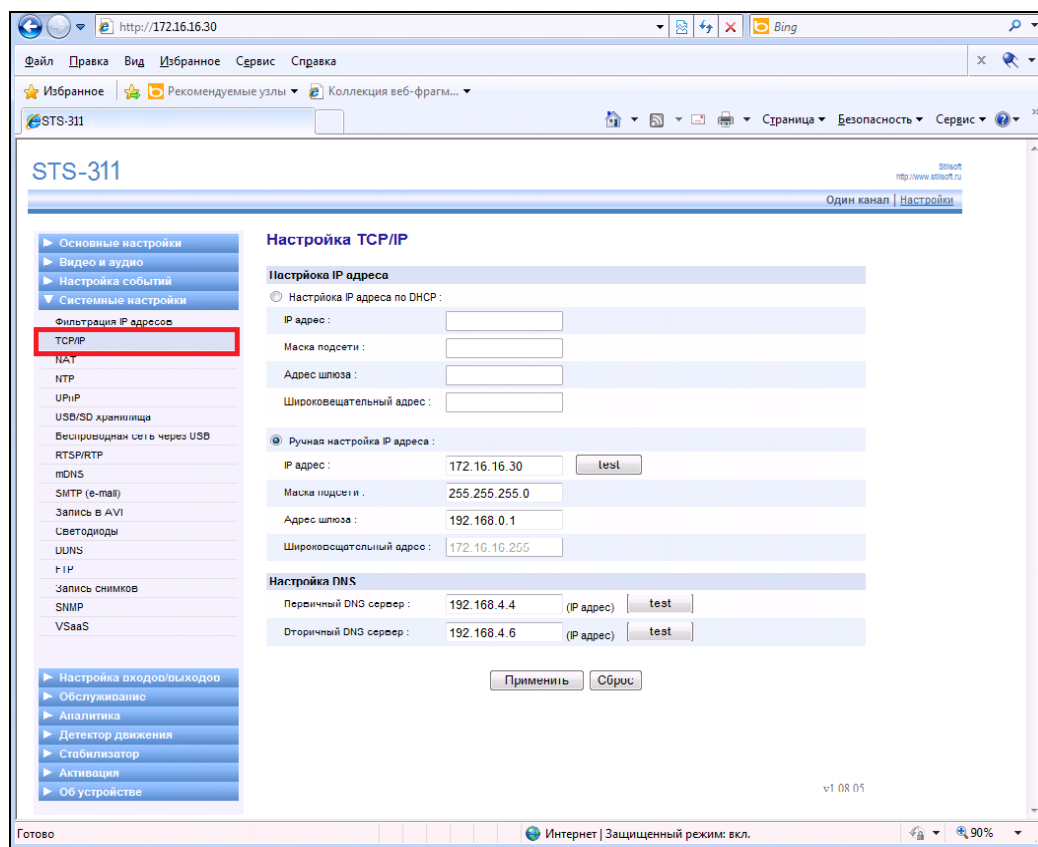 http://172.16.16.30
Bing
Файл Правка Вид Избранное Сервис Справка
Избранное Рекомендуемые узлы Коллекция веб-фрагм...
STS-311
Страница Безопасность Сервис
STS-311
Stilsoft
http://www.stilsoft.ru
Один канал | Настройки
Основные настройки
Видео и аудио
Настройка событий
Системные настройки
Фильтрация IP адресов
TCP/IP
NAT
NTP
UPnP
USB/SD хранилища
Беспроводная сеть через USB
RTSP/RTP
mDNS
SMTP (e-mail)
Запись в AVI
Светодиоды
DDNS
FTP
Запись снимков
SNMP
VSaaS
Настройка входов/выходов
Обслуживание
Аналитика
Детектор движения
Стабилизатор
Активация
Об устройстве
Настройка TCP/IP
Настрйока IP адреса
Настрйока IP адреса по DHCP :
IP адрес :
Маска подсети :
Адрес шлюза :
Широковещательный адрес :
Ручная настройка IP адреса :
IP адрес : 172.16.16.30 test
Маска подсети : 255.255.255.0
Адрес шлюза : 192.168.0.1
Широковещательный адрес : 172.16.16.255
Настройка DNS
Первичный DNS сервер : 192.168.4.4 (IP адрес) test
Вторичный DNS сервер : 192.168.4.6 (IP адрес) test
Применить Сброс
v1.08.05
Готово Интернет | Защищенный режим: вкл. 90%